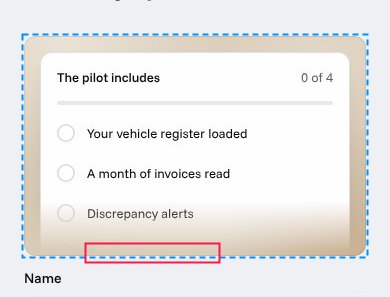 The pilot includes
0 of 4
Your vehicle register loaded
A month of invoices read
Discrepancy alerts
Name